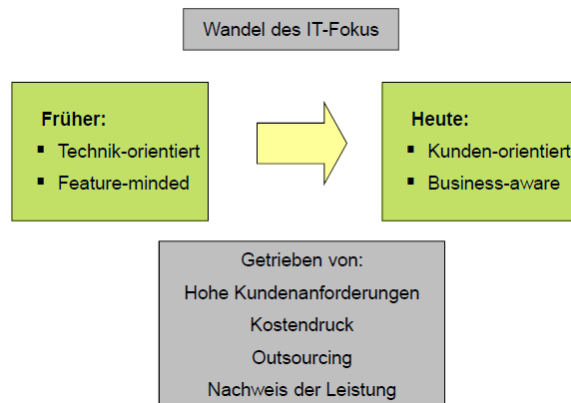 Wandel des IT-Fokus
Früher:
▪ Technik-orientiert
▪ Feature-minded
Heute:
▪ Kunden-orientiert
▪ Business-aware
Getrieben von:
Hohe Kundenanforderungen
Kostendruck
Outsourcing
Nachweis der Leistung